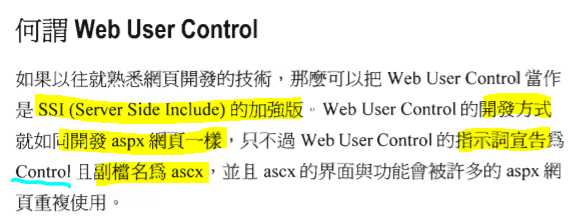 何謂 Web User Control
如果以往就熟悉網頁開發的技術，那麼可以把 Web User Control 當作
是 SSI (Server Side Include) 的加強版。Web User Control 的開發方式
就如同開發 aspx 網頁一樣，只不過 Web User Control 的指示詞宣告為
Control 且副檔名為 ascx，並且 ascx 的界面與功能會被許多的 aspx 網
頁重複使用。